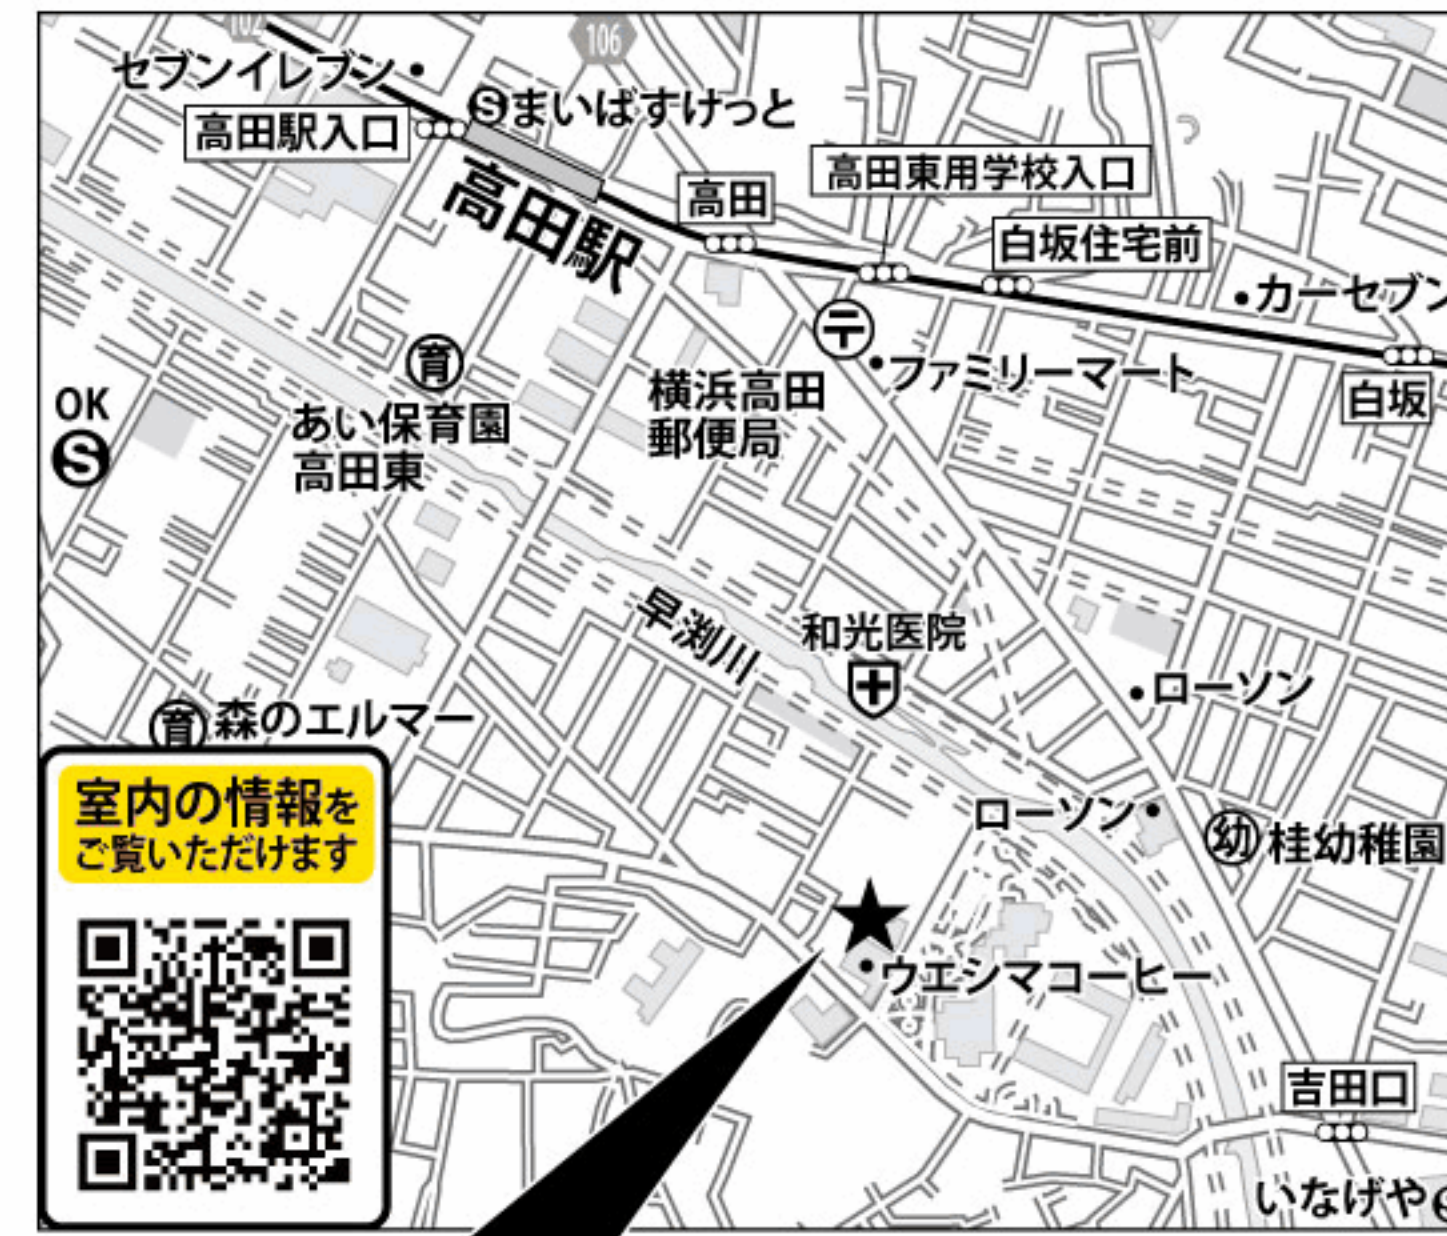 102
106
セブンイレブン
Sまいばすけっと
高田駅入口
高田駅
高田
高田東用学校入口
白坂住宅前
カーセブン
白坂
〒
ファミリーマート
横浜高田
郵便局
OK
S
育
あい保育園
高田東
早渕川
和光医院
ローソン
育 森のエルマー
室内の情報を
ご覧いただけます
ローソン
幼 桂幼稚園
ウエシマコーヒー
吉田口
いなげや